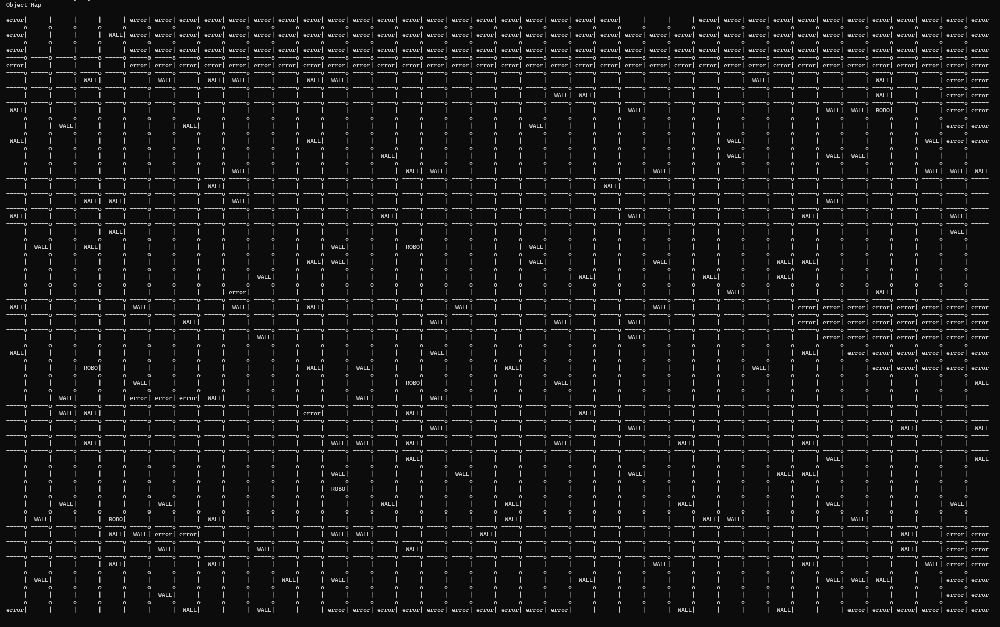 Object Map
error error error error error error error error error error error error error error error error error error error error error error error error error error error error error error error error error
error WALL error error error error error error error error error error error error error error error error error error error error error error error error error error error error error error error error error error error
error error error error error error error error error error error error error error error error error error error error error error error error error error error error error error error error error error error error
error error error error error error error error error error error error error error error error error error error error error error error error error error error error error error error error error error error error
WALL WALL WALL WALL WALL WALL WALL WALL error error
WALL WALL WALL error error
WALL WALL WALL WALL ROBO error error
WALL WALL WALL error error
WALL WALL WALL WALL error error
WALL WALL WALL WALL
WALL WALL WALL WALL WALL WALL WALL
WALL WALL
WALL WALL WALL WALL
WALL WALL WALL WALL WALL
WALL WALL
WALL WALL WALL ROBO WALL
WALL WALL WALL WALL WALL WALL
WALL WALL WALL WALL
error WALL WALL
WALL WALL WALL WALL WALL WALL error error error error error error error error
WALL WALL WALL WALL error error error error error error error error
WALL WALL error error error error error error error
WALL WALL WALL error error error error error error
ROBO WALL WALL WALL WALL error error error error error
WALL ROBO WALL WALL
WALL error error error WALL WALL WALL
WALL WALL error WALL WALL
WALL WALL WALL WALL
WALL WALL WALL WALL WALL WALL WALL
WALL WALL WALL
WALL WALL WALL WALL WALL
ROBO
WALL WALL WALL WALL WALL WALL WALL
WALL ROBO WALL WALL WALL WALL WALL
WALL WALL error error WALL WALL WALL WALL error error
WALL WALL WALL WALL error error
WALL WALL WALL WALL WALL error error
WALL WALL WALL WALL WALL WALL WALL error error
WALL error error
error WALL WALL error error error error error error error error error error WALL WALL error error error error error error